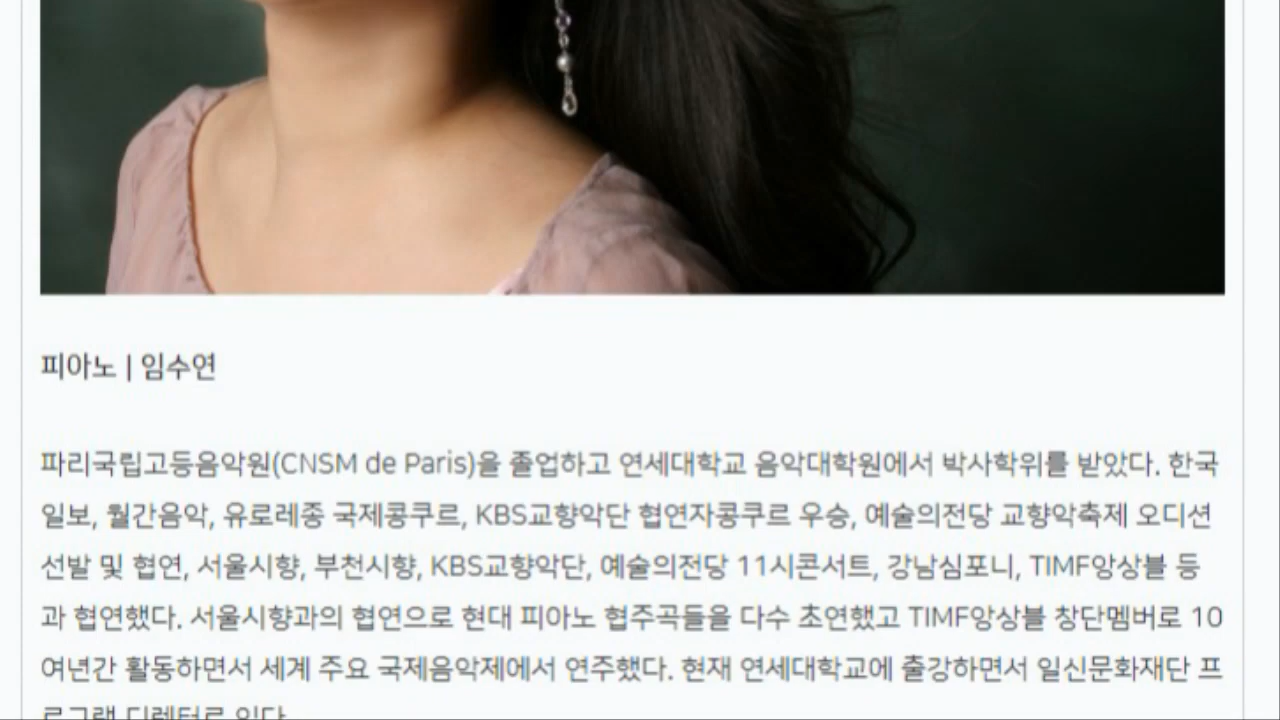 피아노 | 임수연
파리국립고등음악원(CNSM de Paris)을 졸업하고 연세대학교 음악대학원에서 박사학위를 받았다. 한국
일보, 월간음악, 유로레종 국제콩쿠르, KBS교향악단 협연자콩쿠르 우승, 예술의전당 교향악축제 오디션
선발 및 협연, 서울시향, 부천시향, KBS교향악단, 예술의전당 11시콘서트, 강남심포니, TIMF앙상블 등
과 협연했다. 서울시향과의 협연으로 현대 피아노 협주곡들을 다수 초연했고 TIMF앙상블 창단멤버로 10
여년간 활동하면서 세계 주요 국제음악제에서 연주했다. 현재 연세대학교에 출강하면서 일신문화재단 프
로그램 디렉터로 있다.